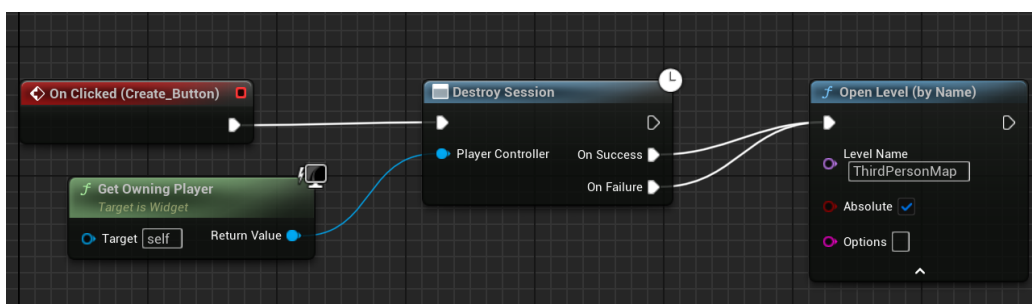 On Clicked (Create_Button)
Destroy Session
Player Controller
On Success
On Failure
f Open Level (by Name)
Level Name
ThirdPersonMap
Absolute
Options
f Get Owning Player
Target is Widget
Target self
Return Value